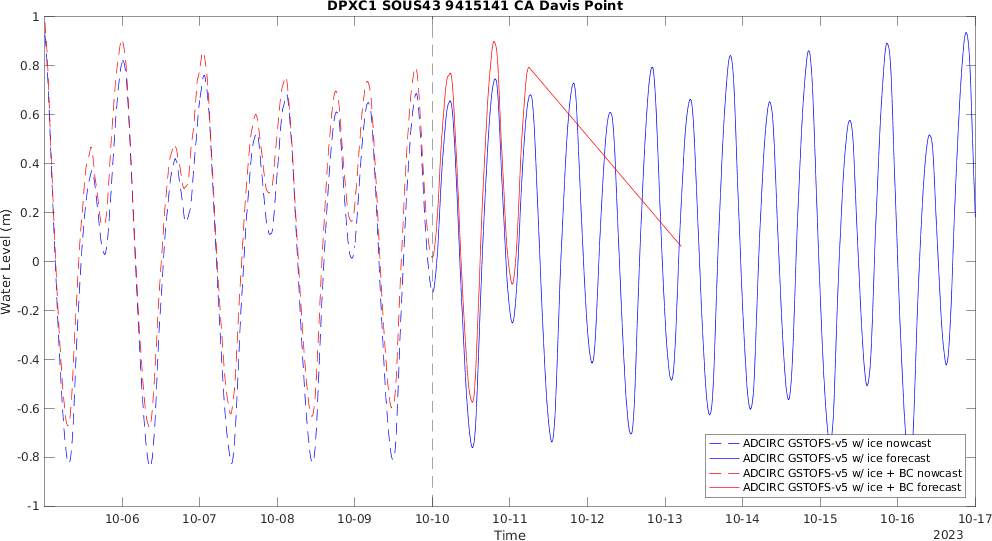 DPXC1 SOUS43 9415141 CA Davis Point
1
0.8
0.6
0.4
0.2
0
-0.2
-0.4
-0.6
-0.8
-1
Water Level (m)
ADCIRC GSTOFS-v5 w/ ice nowcast
ADCIRC GSTOFS-v5 w/ ice forecast
ADCIRC GSTOFS-v5 w/ ice + BC nowcast
ADCIRC GSTOFS-v5 w/ ice + BC forecast
10-06 10-07 10-08 10-09 10-10 10-11 10-12 10-13 10-14 10-15 10-16 10-17
Time 2023